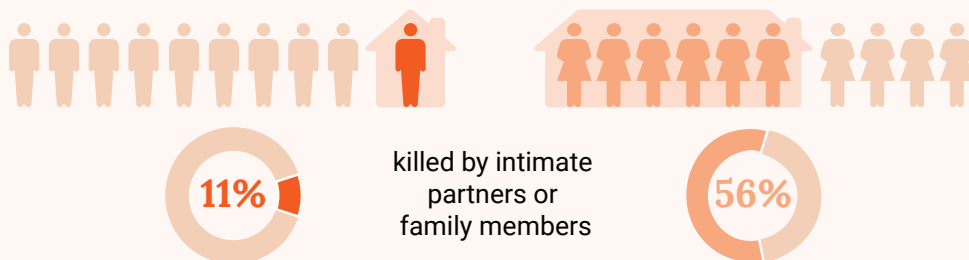 11%
killed by intimate
partners or
family members
56%